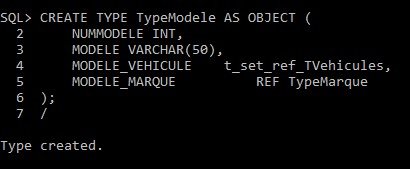 SQL> CREATE TYPE TypeModele AS OBJECT (
2 NUMMODELE INT,
3 MODELE VARCHAR(50),
4 MODELE_VEHICULE t_set_ref_TVehicules,
5 MODELE_MARQUE REF TypeMarque
6 );
7 /
Type created.